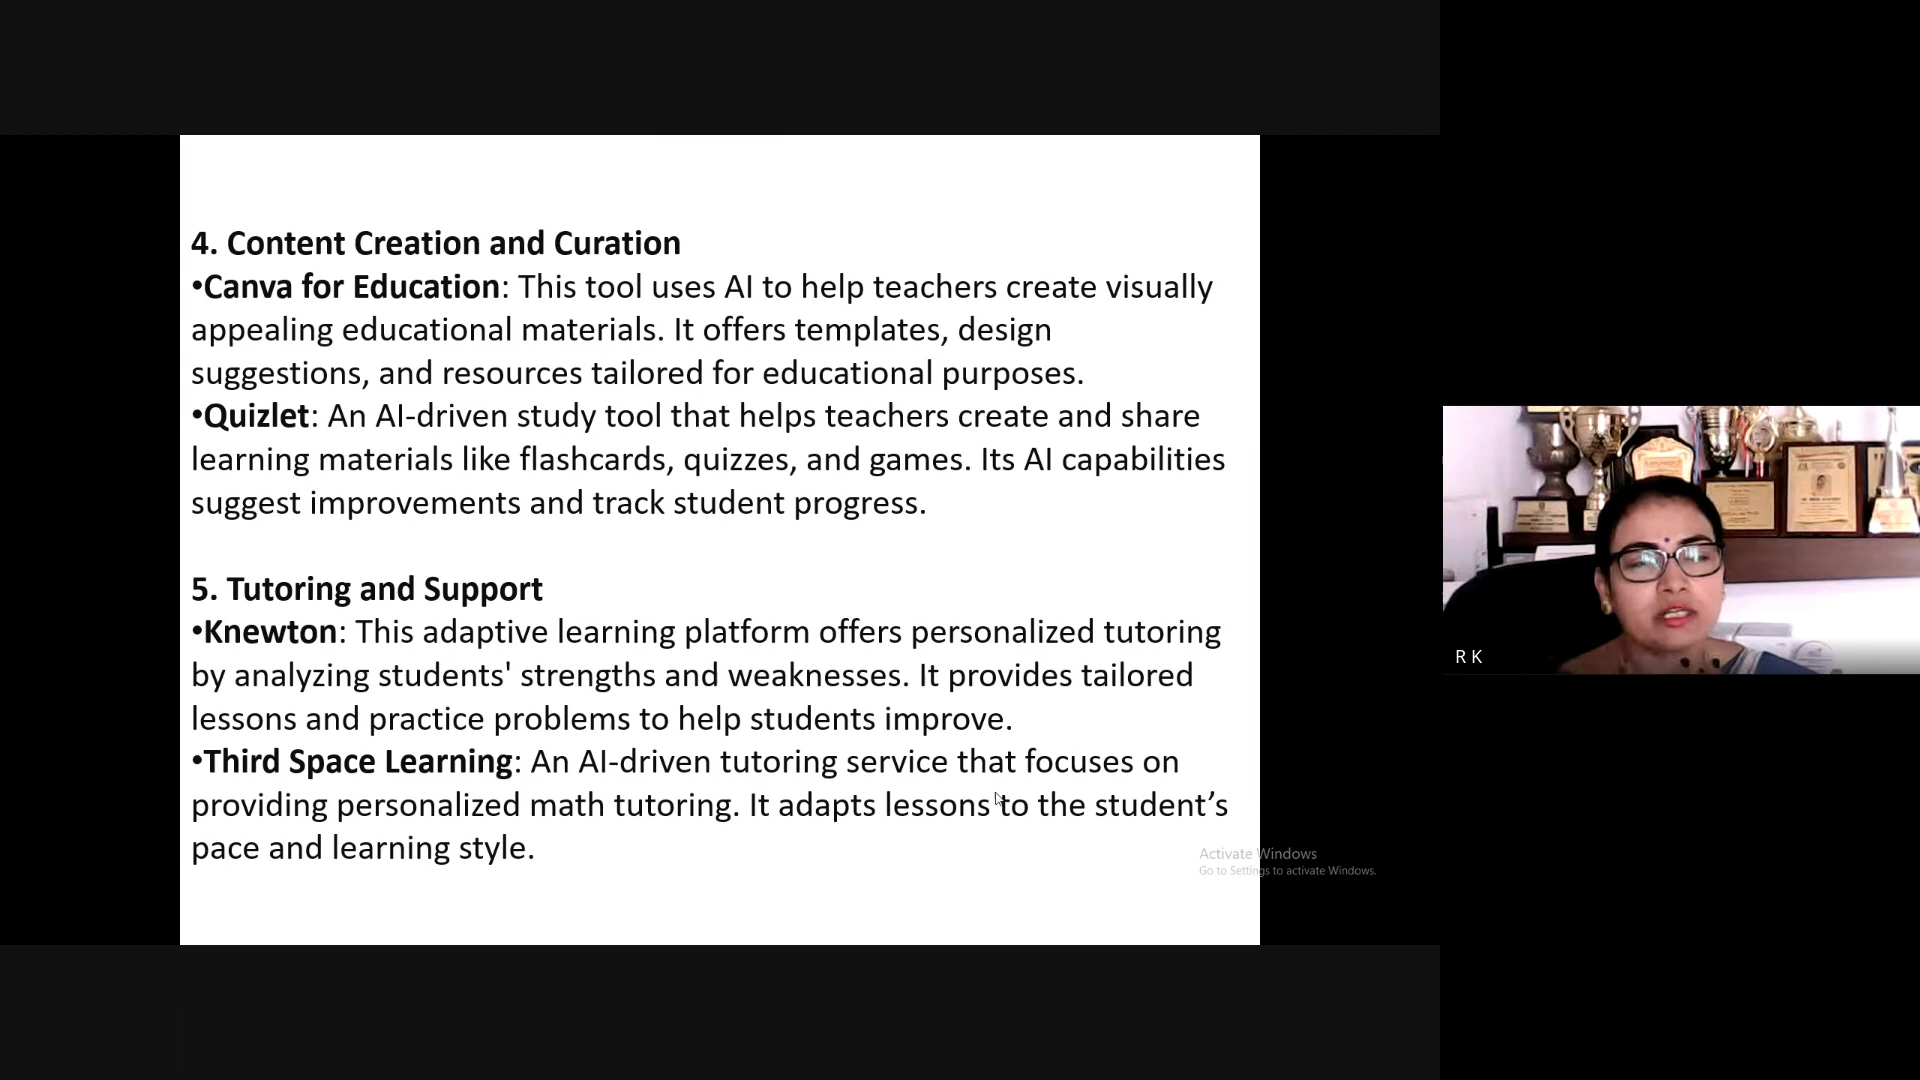 4. Content Creation and Curation
•Canva for Education: This tool uses AI to help teachers create visually
appealing educational materials. It offers templates, design
suggestions, and resources tailored for educational purposes.
•Quizlet: An AI-driven study tool that helps teachers create and share
learning materials like flashcards, quizzes, and games. Its AI capabilities
suggest improvements and track student progress.
5. Tutoring and Support
•Knewton: This adaptive learning platform offers personalized tutoring
by analyzing students' strengths and weaknesses. It provides tailored
lessons and practice problems to help students improve.
•Third Space Learning: An AI-driven tutoring service that focuses on
providing personalized math tutoring. It adapts lessons to the student’s
pace and learning style.
Activate Windows
Go to Settings to activate Windows.
R K